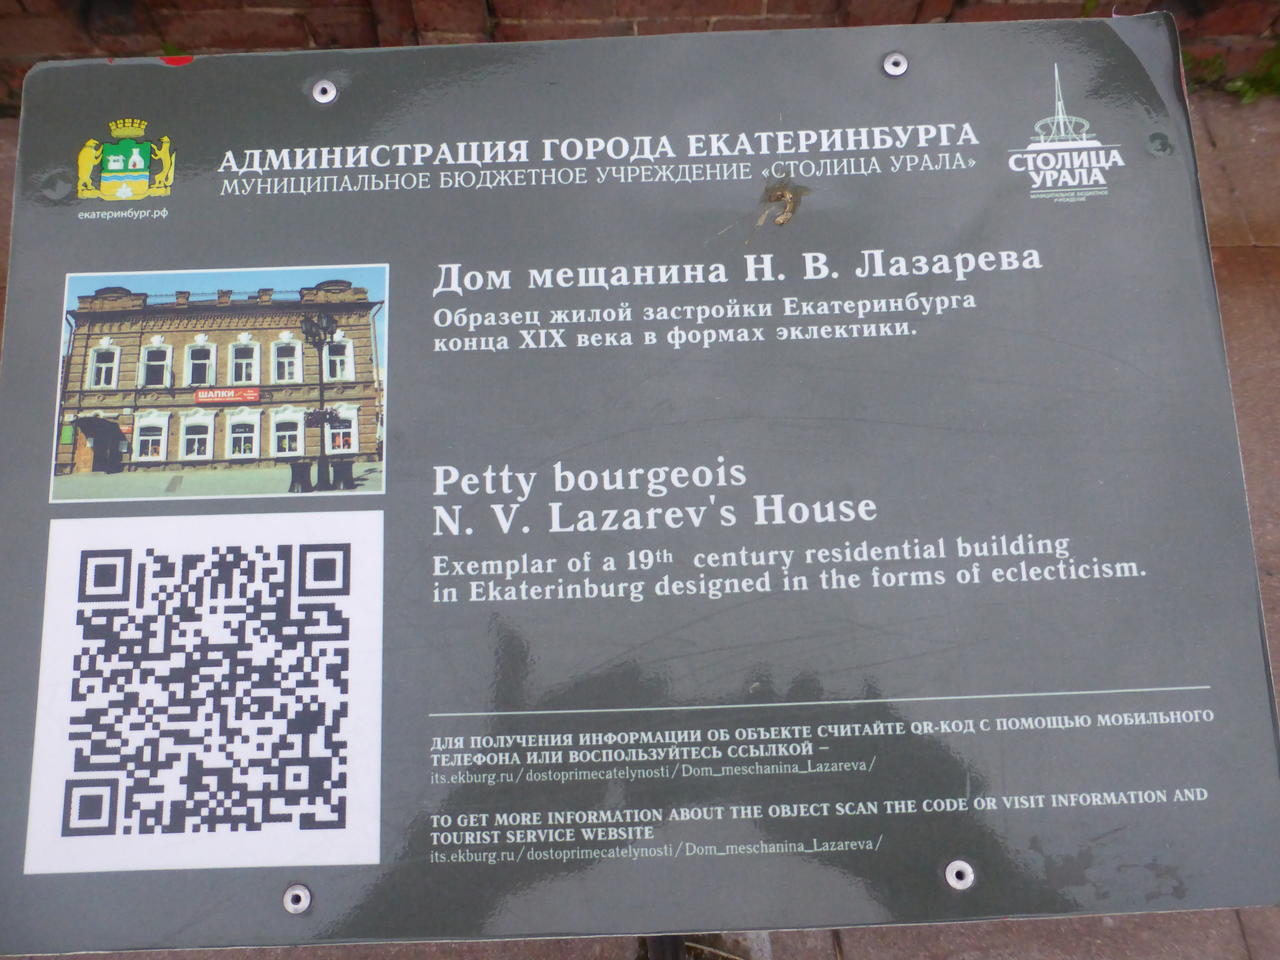 АДМИНИСТРАЦИЯ ГОРОДА ЕКАТЕРИНБУРГА
МУНИЦИПАЛЬНОЕ БЮДЖЕТНОЕ УЧРЕЖДЕНИЕ «СТОЛИЦА УРАЛА»
екатеринбург.рф
СТОЛИЦА
УРАЛА
МУНИЦИПАЛЬНОЕ БЮДЖЕТНОЕ
УЧРЕЖДЕНИЕ
Дом мещанина Н. В. Лазарева
Образец жилой застройки Екатеринбурга
конца XIX века в формах эклектики.
ШАПКИ
Petty bourgeois
N. V. Lazarev's House
Exemplar of a 19th century residential building
in Ekaterinburg designed in the forms of eclecticism.
ДЛЯ ПОЛУЧЕНИЯ ИНФОРМАЦИИ ОБ ОБЪЕКТЕ СЧИТАЙТЕ QR-КОД С ПОМОЩЬЮ МОБИЛЬНОГО
ТЕЛЕФОНА ИЛИ ВОСПОЛЬЗУЙТЕСЬ ССЫЛКОЙ –
its.ekburg.ru/dostoprimecatelynosti/Dom_meschanina_Lazareva/
TO GET MORE INFORMATION ABOUT THE OBJECT SCAN THE CODE OR VISIT INFORMATION AND
TOURIST SERVICE WEBSITE
its.ekburg.ru/dostoprimecatelynosti/Dom_meschanina_Lazareva/